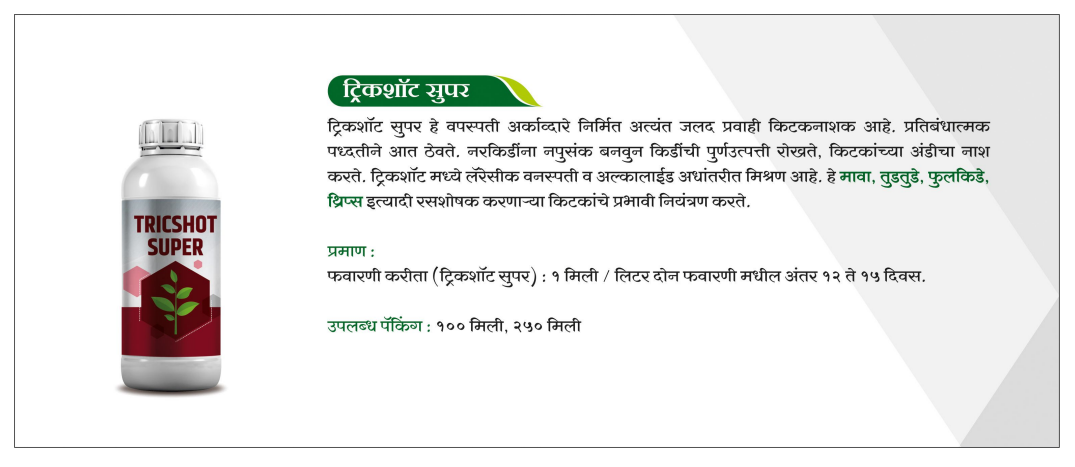 ट्रिकशॉट सुपर
ट्रिकशॉट सुपर हे वपस्पती अर्काव्दारे निर्मित अत्यंत जलद प्रवाही किटकनाशक आहे. प्रतिबंधात्मक
पध्दतीने आत ठेवते. नरकिडींना नपुसंक बनवुन किडींची पुर्णउत्पत्ती रोखते, किटकांच्या अंडीचा नाश
करते. ट्रिकशॉट मध्ये लॅरेसीक वनस्पती व अल्कालाईड अधांतरीत मिश्रण आहे. हे मावा, तुडतुडे, फुलकिडे,
थ्रिप्स इत्यादी रसशोषक करणाऱ्या किटकांचे प्रभावी नियंत्रण करते.
प्रमाण :
फवारणी करीता (ट्रिकशॉट सुपर) : १ मिली / लिटर दोन फवारणी मधील अंतर १२ ते १५ दिवस.
उपलब्ध पॅकिंग : १०० मिली, २५० मिली
TRICSHOT
SUPER